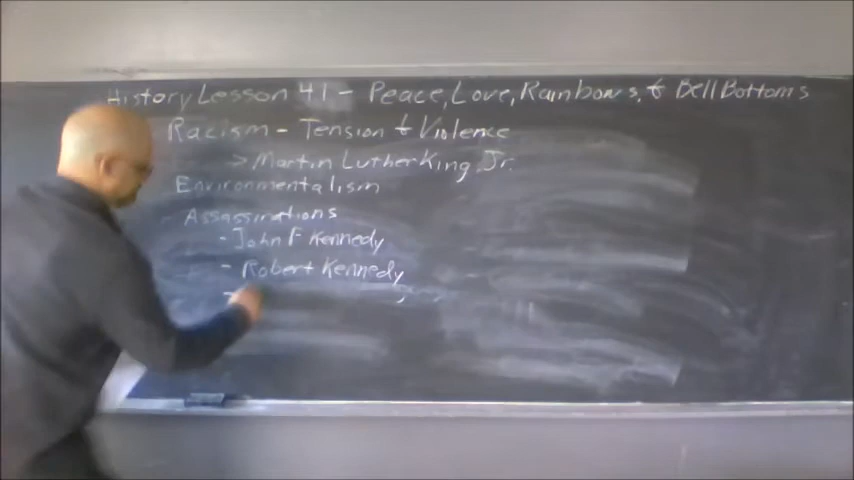 History Lesson 41 - Peace, Love, Rainbows, & Bell Bottoms
Racism - Tension & Violence
> Martin Luther King, Jr.
Environmentalism
Assassinations
- John F Kennedy
- Robert Kennedy
-